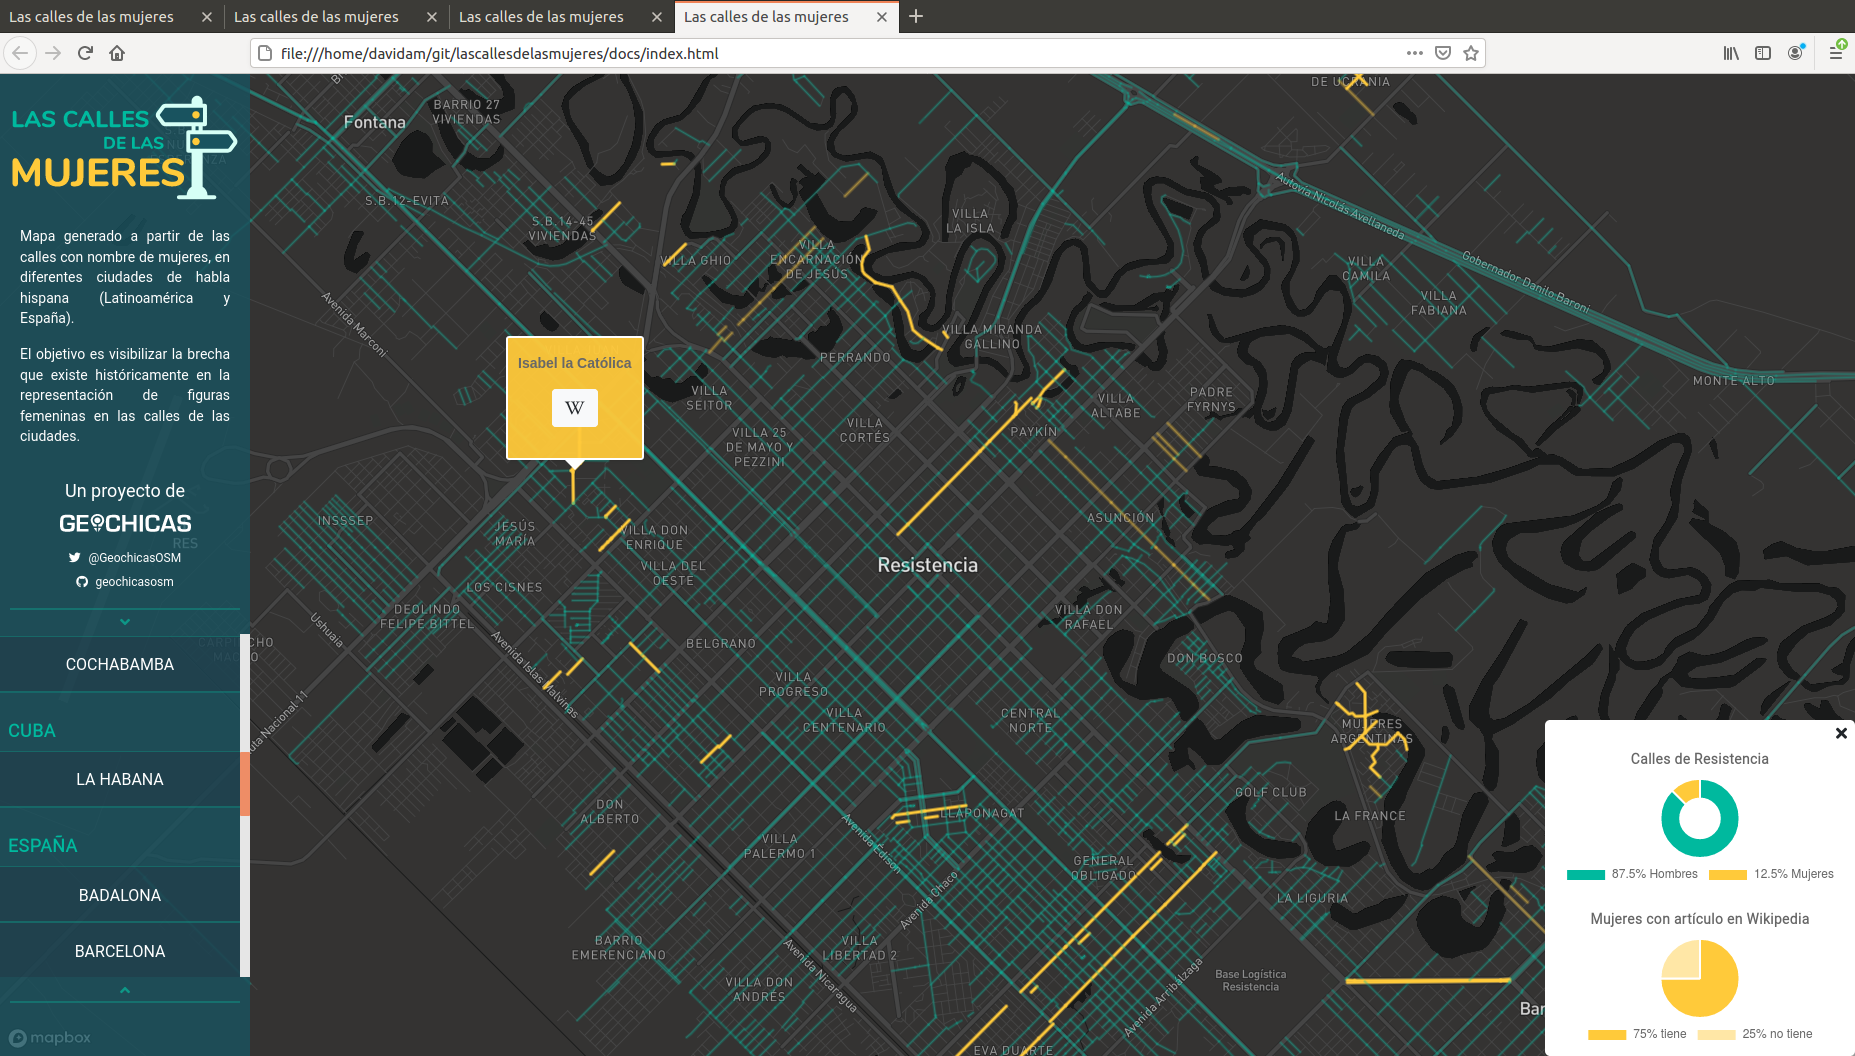 Las calles de las mujeres
Las calles de las mujeres
Las calles de las mujeres
Las calles de las mujeres
file:///home/davidam/git/lascallesdelasmujeres/docs/index.html
LAS CALLES
DE LAS
MUJERES
Mapa generado a partir de las
calles con nombre de mujeres, en
diferentes ciudades de habla
hispana (Latinoamérica y
España).
El objetivo es visibilizar la brecha
que existe históricamente en la
representación de figuras
femeninas en las calles de las
ciudades.
Un proyecto de
GEOCHICAS
RES
@GeochicasOSM
geochicasosm
COCHABAMBA
CUBA
LA HABANA
ESPAÑA
BADALONA
BARCELONA
mapbox
Fontana
BARRIO 27
VIVIENDAS
DE UCRANIA
S.B.12-EVITA
S.B.14-45
VIVIENDAS
VILLA GHIO
VILLA
ENCARNACIÓN
DE JESÚS
VILLA
LA ISLA
Autovía Nicolás Avellaneda
Gobernador Danilo Baroni
VILLA
CAMILA
VILLA
FABIANA
Avenida Marconi
VILLA MIRANDA
GALLINO
PERRANDO
MONTE ALTO
Isabel la Católica
W
VILLA
SEITOR
VILLA
ALTABE
PADRE
FYRNYS
VILLA 25
DE MAYO Y
PEZZINI
VILLA
CORTÉS
PAYKÍN
INSSSEP
JESÚS
MARÍA
VILLA DON
ENRIQUE
ASUNCIÓN
Resistencia
VILLA DEL
OESTE
LOS CISNES
DEOLINDO
FELIPE BITTEL
Ushuaia
VILLA DON
RAFAEL
BELGRANO
DON BOSCO
Avenida Islas Malvinas
VILLA
PROGRESO
VILLA
CENTENARIO
CENTRAL
NORTE
MUJERES
ARGENTINAS
uta Nacional 11
DON
ALBERTO
LLAPONAGAT
GOLF CLUB
LA FRANCE
Avenida Edison
VILLA
PALERMO 1
GENERAL
OBLIGADO
Avenida Chaco
LA LIGURIA
BARRIO
EMERENCIANO
VILLA
LIBERTAD 2
Avenida Nicaragua
VILLA DON
ANDRÉS
Avenida Arribálzaga
Base Logística
Resistencia
Bar
EVA DUARTE
Calles de Resistencia
87.5% Hombres
12.5% Mujeres
Mujeres con artículo en Wikipedia
75% tiene
25% no tiene